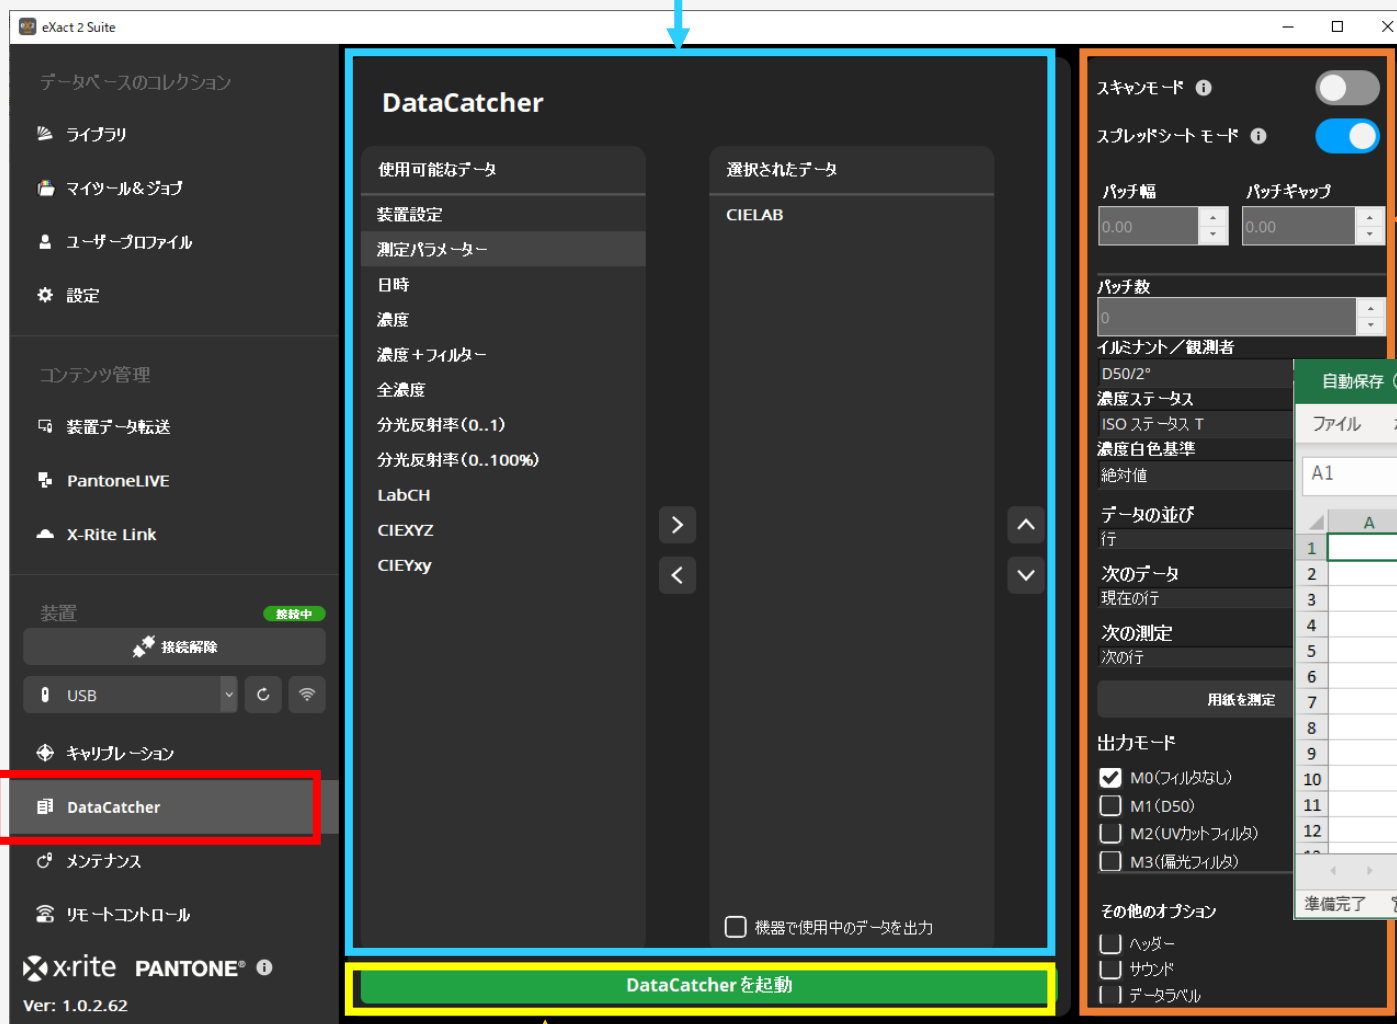 eXact 2 Suite
データベースのコレクション
ライブラリ
マイツール&ジョブ
ユーザープロファイル
設定
コンテンツ管理
装置データ転送
PantoneLIVE
X-Rite Link
装置
接続中
接続解除
USB
キャリブレーション
DataCatcher
メンテナンス
リモートコントロール
x·rite PANTONE®
Ver: 1.0.2.62
DataCatcher
使用可能なデータ
装置設定
測定パラメーター
日時
濃度
濃度+フィルター
全濃度
分光反射率(0..1)
分光反射率(0..100%)
LabCH
CIEXYZ
CIEYxy
選択されたデータ
CIELAB
機器で使用中のデータを出力
DataCatcherを起動
スキャンモード
スプレッドシート モード
パッチ幅 パッチギャップ
0.00 0.00
パッチ数
0
イルミナント/観測者
D50/2°
濃度ステータス
ISO ステータス T
濃度白色基準
絶対値
データの並び
行
次のデータ
現在の行
次の測定
次の行
用紙を測定
出力モード
M0(フィルタなし)
M1(D50)
M2(UVカットフィルタ)
M3(偏光フィルタ)
その他のオプション
ヘッダー
サウンド
データラベル
自動保存
ファイル
A1
A
1
2
3
4
5
6
7
8
9
10
11
12
準備完了